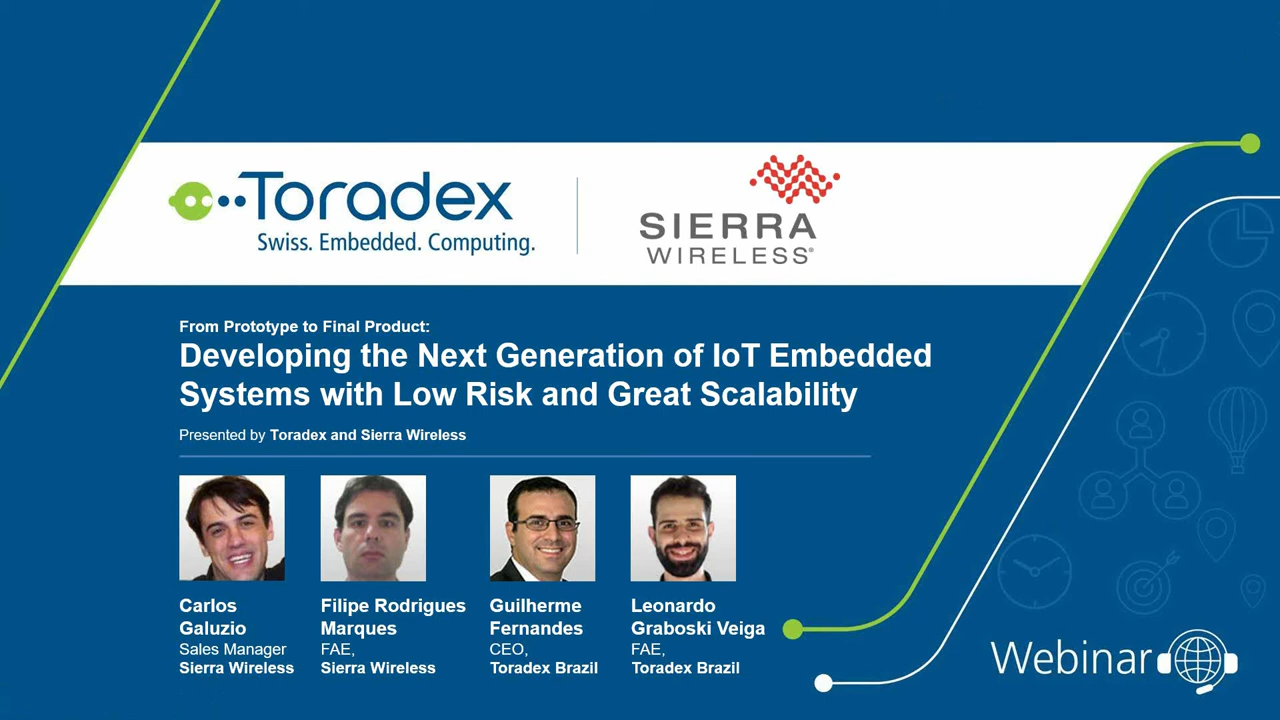 Toradex
Swiss. Embedded. Computing.
SIERRA
WIRELESS®
From Prototype to Final Product:
Developing the Next Generation of IoT Embedded
Systems with Low Risk and Great Scalability
Presented by Toradex and Sierra Wireless
Carlos
Galuzio
Sales Manager
Sierra Wireless
Filipe Rodrigues
Marques
FAE,
Sierra Wireless
Guilherme
Fernandes
CEO,
Toradex Brazil
Leonardo
Graboski Veiga
FAE,
Toradex Brazil
Webinar